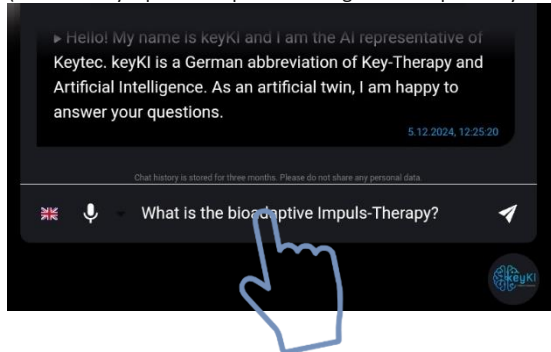 ▶ Hello! My name is keyKI and I am the AI representative of
Keytec. keyKI is a German abbreviation of Key-Therapy and
Artificial Intelligence. As an artificial twin, I am happy to
answer your questions.
5.12.2024, 12:25:20
Chat history is stored for three months. Please do not share any personal data.
What is the bioadaptive Impuls-Therapy?
keyKI